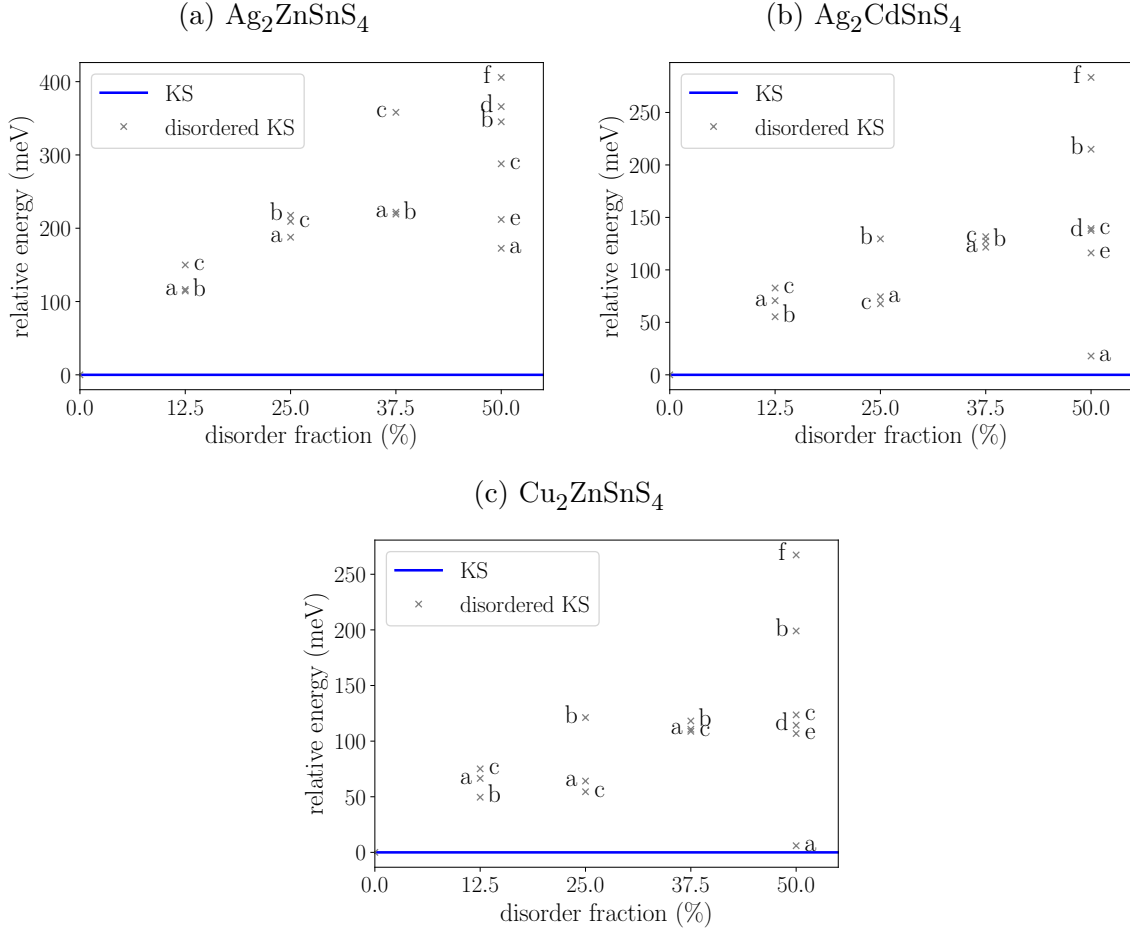 (a) Ag₂ZnSnS₄
KS
disordered KS
relative energy (meV)
400
300
200
100
0
a
b
c
a
b
c
a
b
c
f
d
b
c
e
a
0.0
12.5
25.0
37.5
50.0
disorder fraction (%)
(b) Ag₂CdSnS₄
KS
disordered KS
relative energy (meV)
250
200
150
100
50
0
c
a
b
b
a
c
c
b
a
f
b
d
c
e
a
0.0
12.5
25.0
37.5
50.0
disorder fraction (%)
(c) Cu₂ZnSnS₄
KS
disordered KS
relative energy (meV)
250
200
150
100
50
0
c
a
b
b
a
c
b
a
c
f
b
c
d
e
a
0.0
12.5
25.0
37.5
50.0
disorder fraction (%)